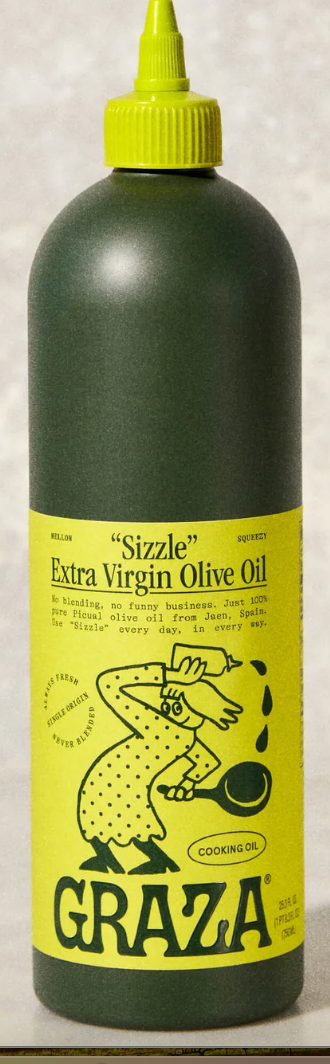 MELLOW
"Sizzle"
SQUEEZY
Extra Virgin Olive Oil
No blending, no funny business. Just 100%
pure Picual olive oil from Jaen, Spain.
Use "Sizzle" every day, in every way.
ALWAYS FRESH
SINGLE ORIGIN
NEVER BLENDED
COOKING OIL
GRAZA®
(750ML)